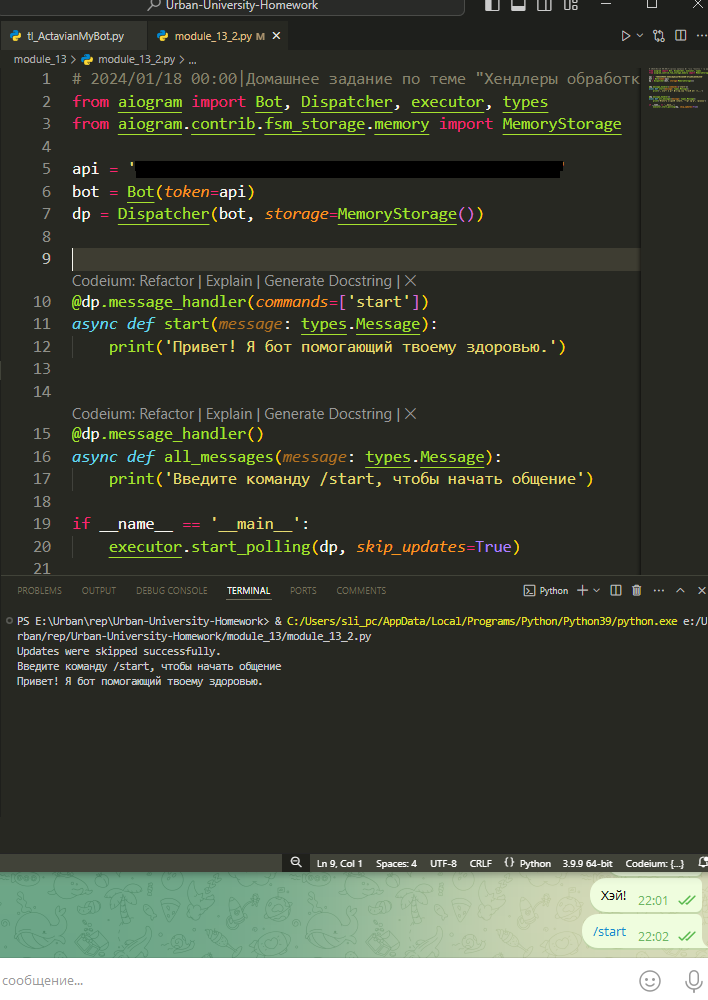 Urban-University-Homework
tl_ActavianMyBot.py
module_13_2.py M
module_13 > module_13_2.py > ...
1 # 2024/01/18 00:00|Домашнее задание по теме "Хендлеры обработк
2 from aiogram import Bot, Dispatcher, executor, types
3 from aiogram.contrib.fsm_storage.memory import MemoryStorage
4
5 api = ' '
6 bot = Bot(token=api)
7 dp = Dispatcher(bot, storage=MemoryStorage())
8
9
Codeium: Refactor | Explain | Generate Docstring | X
10 @dp.message_handler(commands=['start'])
11 async def start(message: types.Message):
12 print('Привет! Я бот помогающий твоему здоровью.')
13
14
Codeium: Refactor | Explain | Generate Docstring | X
15 @dp.message_handler()
16 async def all_messages(message: types.Message):
17 print('Введите команду /start, чтобы начать общение')
18
19 if __name__ == '__main__':
20 executor.start_polling(dp, skip_updates=True)
21
PROBLEMS OUTPUT DEBUG CONSOLE TERMINAL PORTS COMMENTS Python
PS E:\Urban\rep\Urban-University-Homework> & C:/Users/sli_pc/AppData/Local/Programs/Python/Python39/python.exe e:/U
rban/rep/Urban-University-Homework/module_13/module_13_2.py
Updates were skipped successfully.
Введите команду /start, чтобы начать общение
Привет! Я бот помогающий твоему здоровью.
Ln 9, Col 1 Spaces: 4 UTF-8 CRLF {} Python 3.9.9 64-bit Codeium: {...}
Хэй! 22:01
/start 22:02
сообщение...